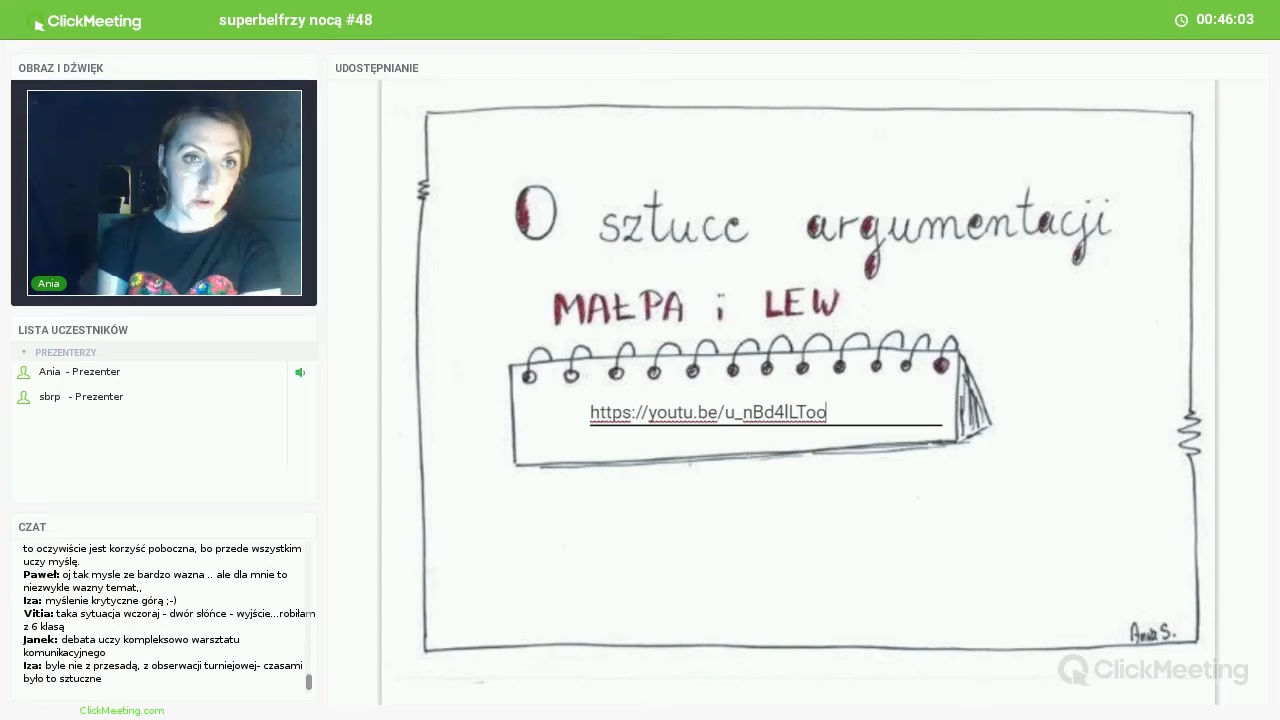 ClickMeeting
superbelfrzy nocą #48
00:46:03
OBRAZ I DŹWIĘK
UDOSTĘPNIANIE
Ania
LISTA UCZESTNIKÓW
PREZENTERZY
Ania - Prezenter
sbrp - Prezenter
CZAT
to oczywiście jest korzyść poboczna, bo przede wszystkim
uczy myślę.
Paweł: oj tak mysle ze bardzo wazna .. ale dla mnie to
niezwykle wazny temat,,
Iza: myślenie krytyczne górą ;-)
Vitia: taka sytuacja wczoraj - dwór słóńce - wyjście...robiłam
z 6 klasą
Janek: debata uczy kompleksowo warsztatu
komunikacyjnego
Iza: byle nie z przesadą, z obserwacji turniejowej- czasami
było to sztuczne
ClickMeeting.com
O sztuce argumentacji
MAŁPA i LEW
https://youtu.be/u_nBd4lLToo
Anna S.
ClickMeeting